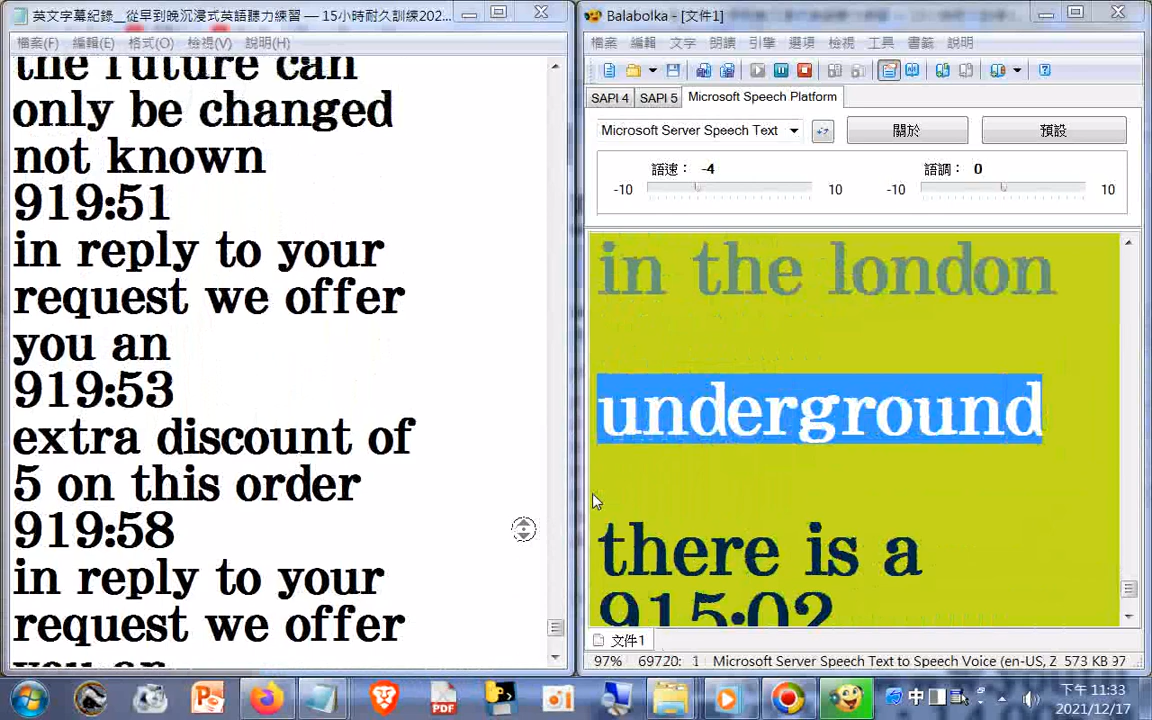 英文字幕紀錄__從早到晚沉浸式英語聽力練習 — 15小時耐久訓練202...
檔案(F) 編輯(E) 格式(O) 檢視(V) 說明(H)
the future can
only be changed
not known
919:51
in reply to your
request we offer
you an
919:53
extra discount of
5 on this order
919:58
in reply to your
request we offer
you an
Balabolka - [文件1]
檔案 編輯 文字 朗讀 引擎 選項 檢視 工具 書籤 說明
SAPI 4 SAPI 5 Microsoft Speech Platform
Microsoft Server Speech Text 關於 預設
語速： -4 語調： 0
-10 10 -10 10
in the london
underground
there is a
915:02
文件1
97% 69720: 1 Microsoft Server Speech Text to Speech Voice (en-US, Z 573 KB 97
PDF
中
下午 11:33
2021/12/17